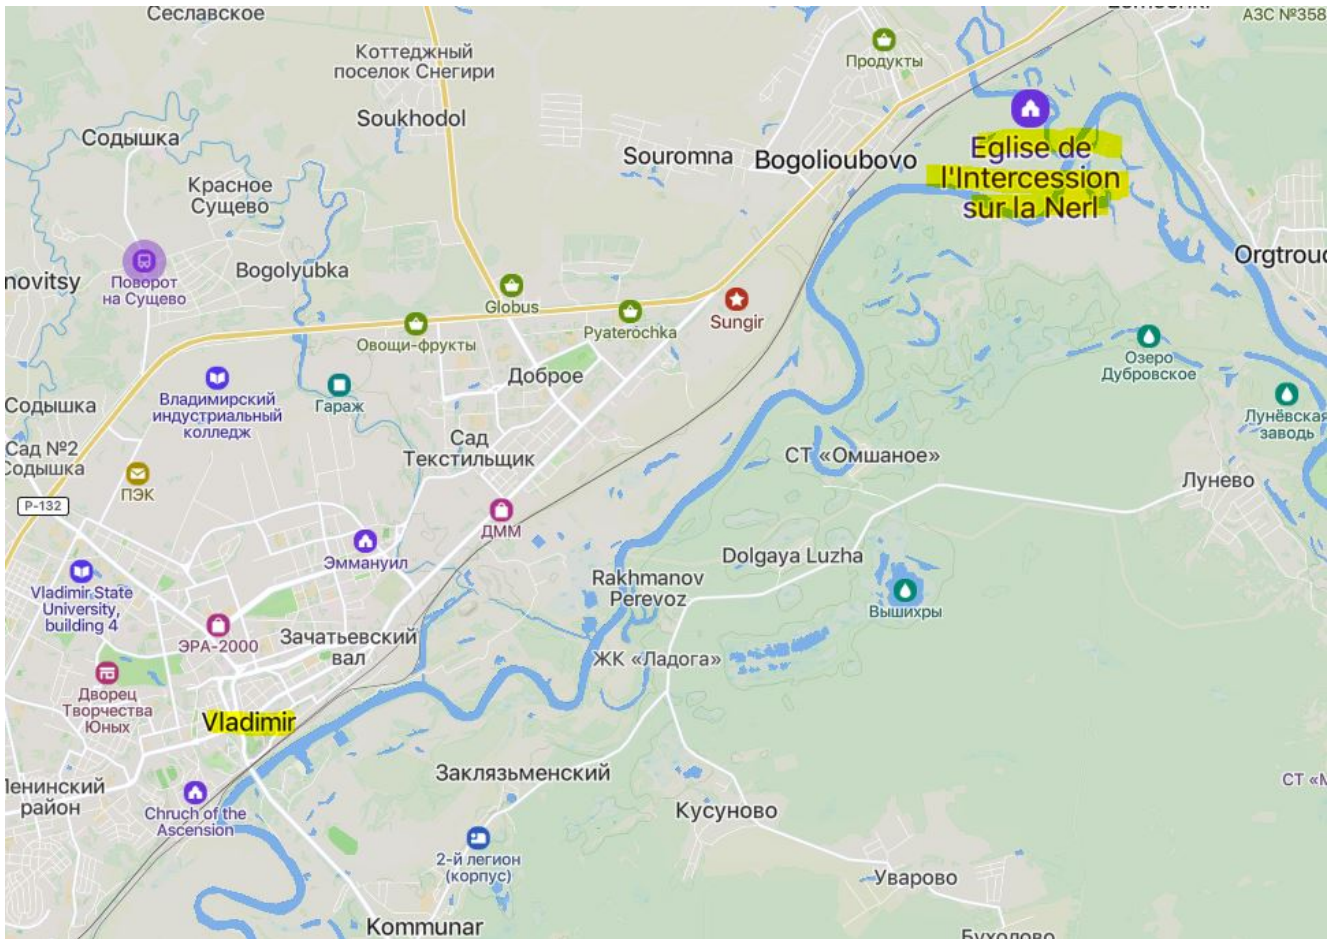 Сеславское
АЗС №358
Коттеджный
поселок Снегири
Продукты
Soukhodol
Содышка
Souromna
Bogolioubovo
Eglise de
l'Intercession
sur la Nerl
Красное
Сущево
novitsy
Поворот
на Сущево
Bogolyubka
Orgtroud
Globus
Pyaterochka
Sungir
Овощи-фрукты
Озеро
Дубровское
Доброе
Владимирский
индустриальный
колледж
Гараж
Содышка
Лунёвская
заводь
Сад №2
Содышка
Сад
Текстильщик
СТ «Омшаное»
Лунево
ПЭК
P-132
ДММ
Эммануил
Dolgaya Luzha
Vladimir State
University,
building 4
Rakhmanov
Perevoz
Вышихры
ЭРА-2000
Зачатьевский
вал
ЖК «Ладога»
Дворец
Творчества
Юных
Vladimir
Заклязьменский
Ленинский
район
Chruch of the
Ascension
Кусуново
СТ «М
2-й легион
(корпус)
Уварово
Kommunar
Бухолово